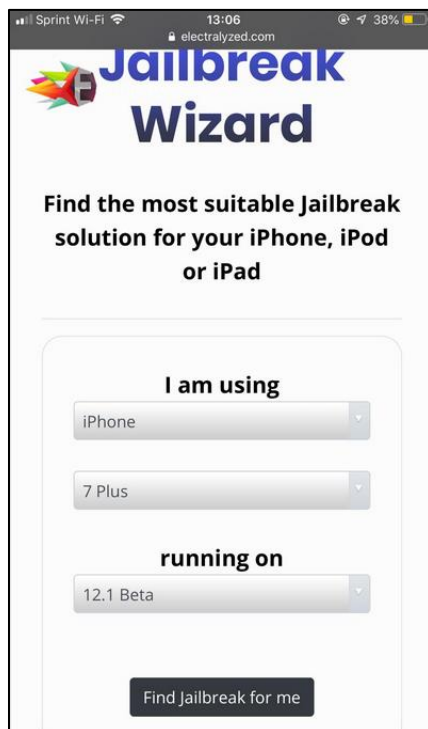 Sprint Wi-Fi 13:06 38%
electralyzed.com
Jailbreak
Wizard
Find the most suitable Jailbreak
solution for your iPhone, iPod
or iPad
I am using
iPhone
7 Plus
running on
12.1 Beta
Find Jailbreak for me